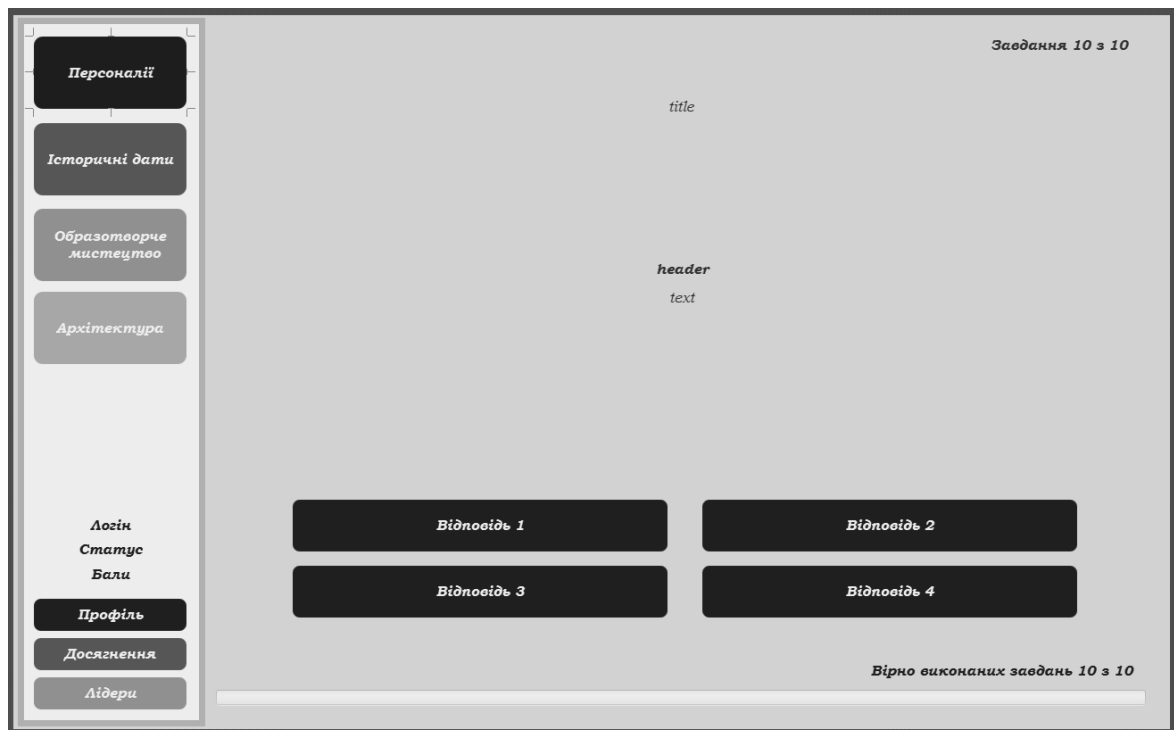 Персоналії
Історичні дати
Образотворче
мистецтво
Архітектура
Логін
Статус
Бали
Профіль
Досягнення
Лідери
Завдання 10 з 10
title
header
text
Відповідь 1
Відповідь 2
Відповідь 3
Відповідь 4
Вірно виконаних завдань 10 з 10